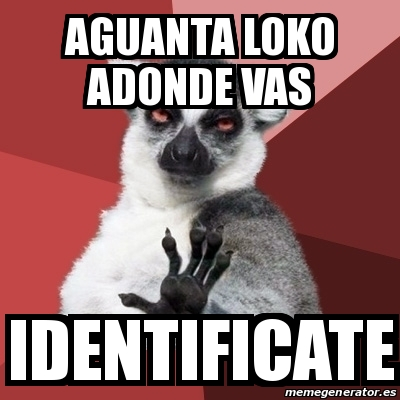 AGUANTA LOKO
ADONDE VAS
IDENTIFICATE
memegenerator.es